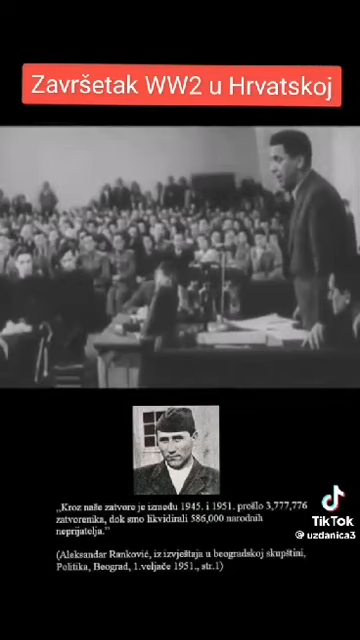 Završetak WW2 u Hrvatskoj
„Kroz naše zatvore je između 1945. i 1951. prošlo 3,777,776
zatvorenika, dok smo likvidirali 586,000 narodnih
neprijatelja.”
(Aleksandar Ranković, iz izvještaja u beogradskoj skupštini,
Politika, Beograd, 1.veljače 1951., str.1)
TikTok
@uzdanica3